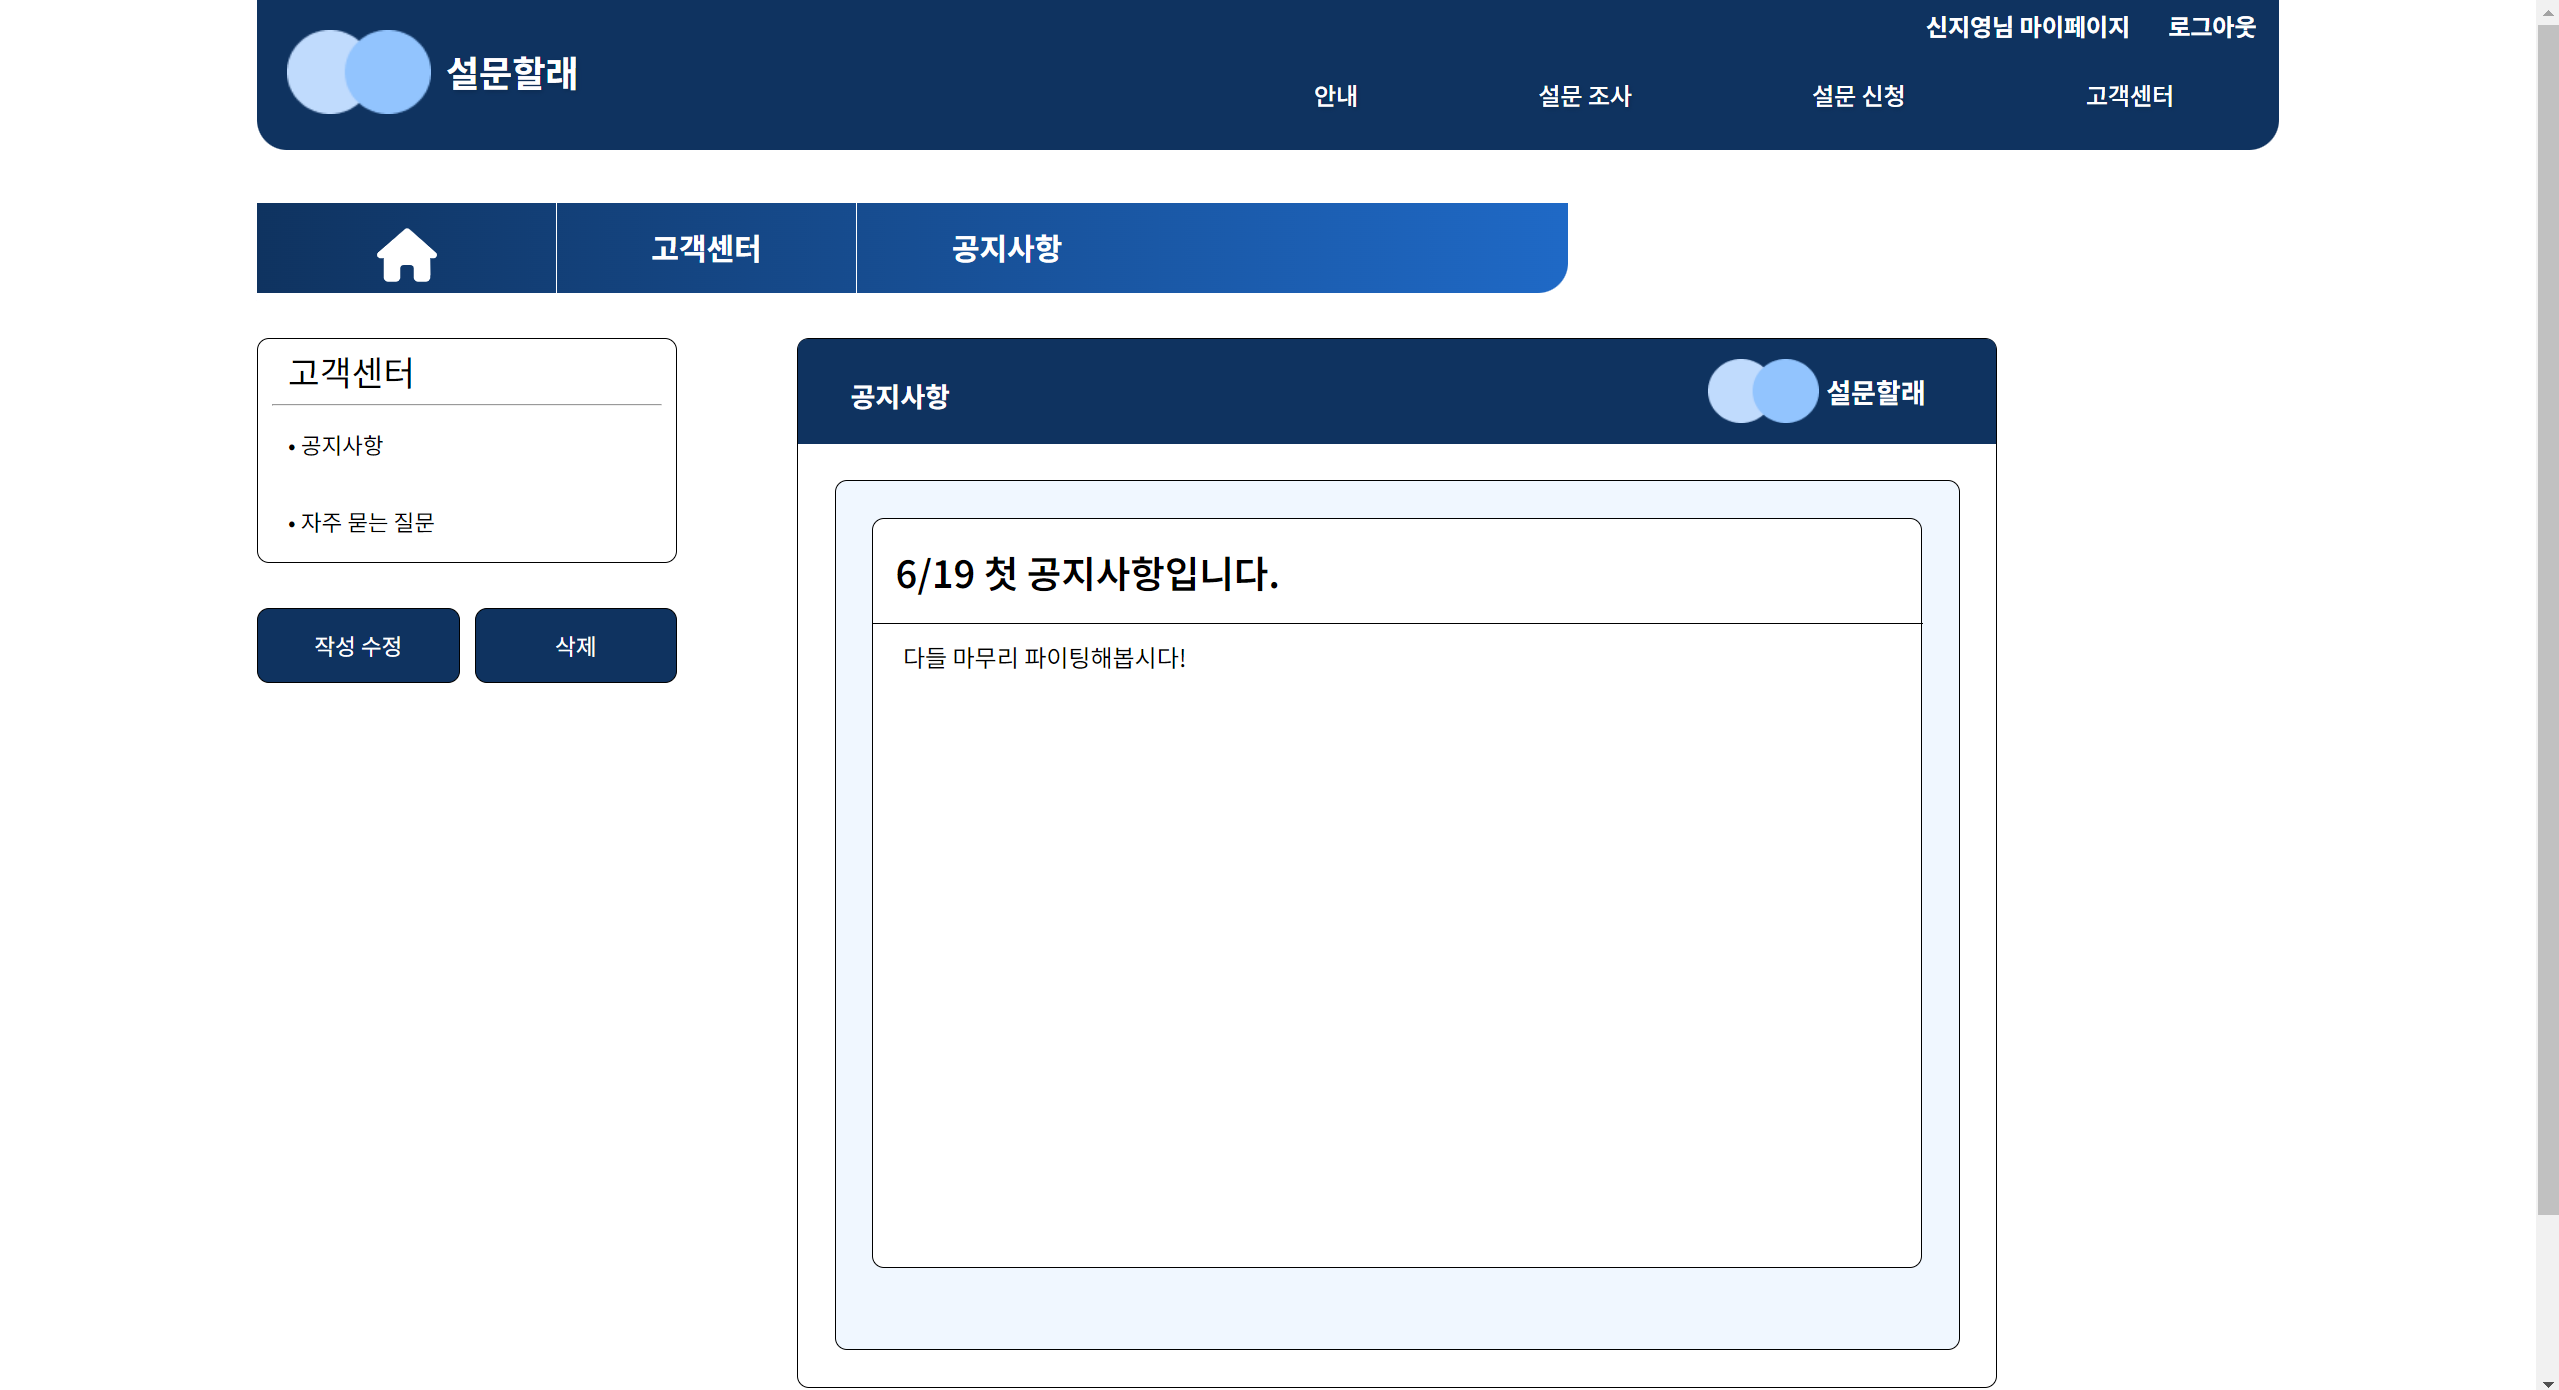 신지영님 마이페이지 로그아웃
설문할래
안내 설문 조사 설문 신청 고객센터
고객센터 공지사항
고객센터
• 공지사항
• 자주 묻는 질문
작성 수정 삭제
공지사항 설문할래
6/19 첫 공지사항입니다.
다들 마무리 파이팅해봅시다!